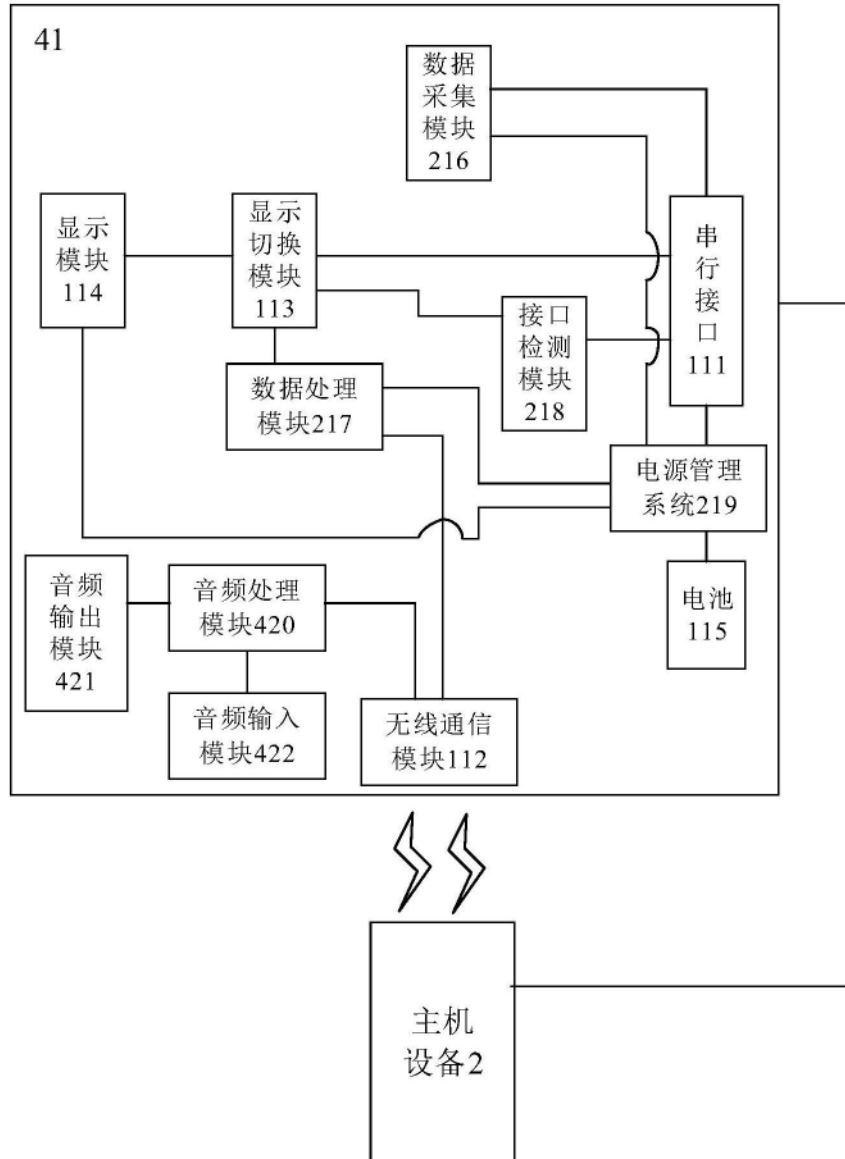 41
数据
采集
模块
216
显示
模块
114
显示
切换
模块
113
串
行
接
口
111
接口
检测
模块
218
数据处理
模块217
电源管理
系统219
音频
输出
模块
421
音频处理
模块420
电池
115
音频输入
模块422
无线通信
模块112
主机
设备2